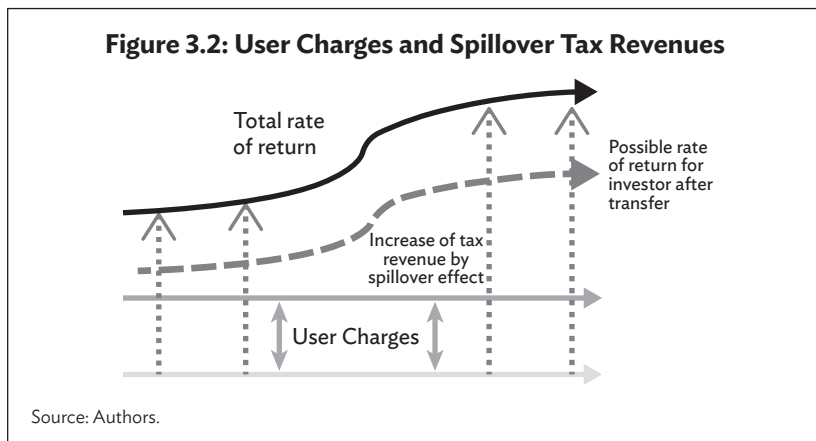 Figure 3.2: User Charges and Spillover Tax Revenues
Total rate
of return
Possible rate
of return for
investor after
transfer
Increase of tax
revenue by
spillover effect
User Charges
Source: Authors.